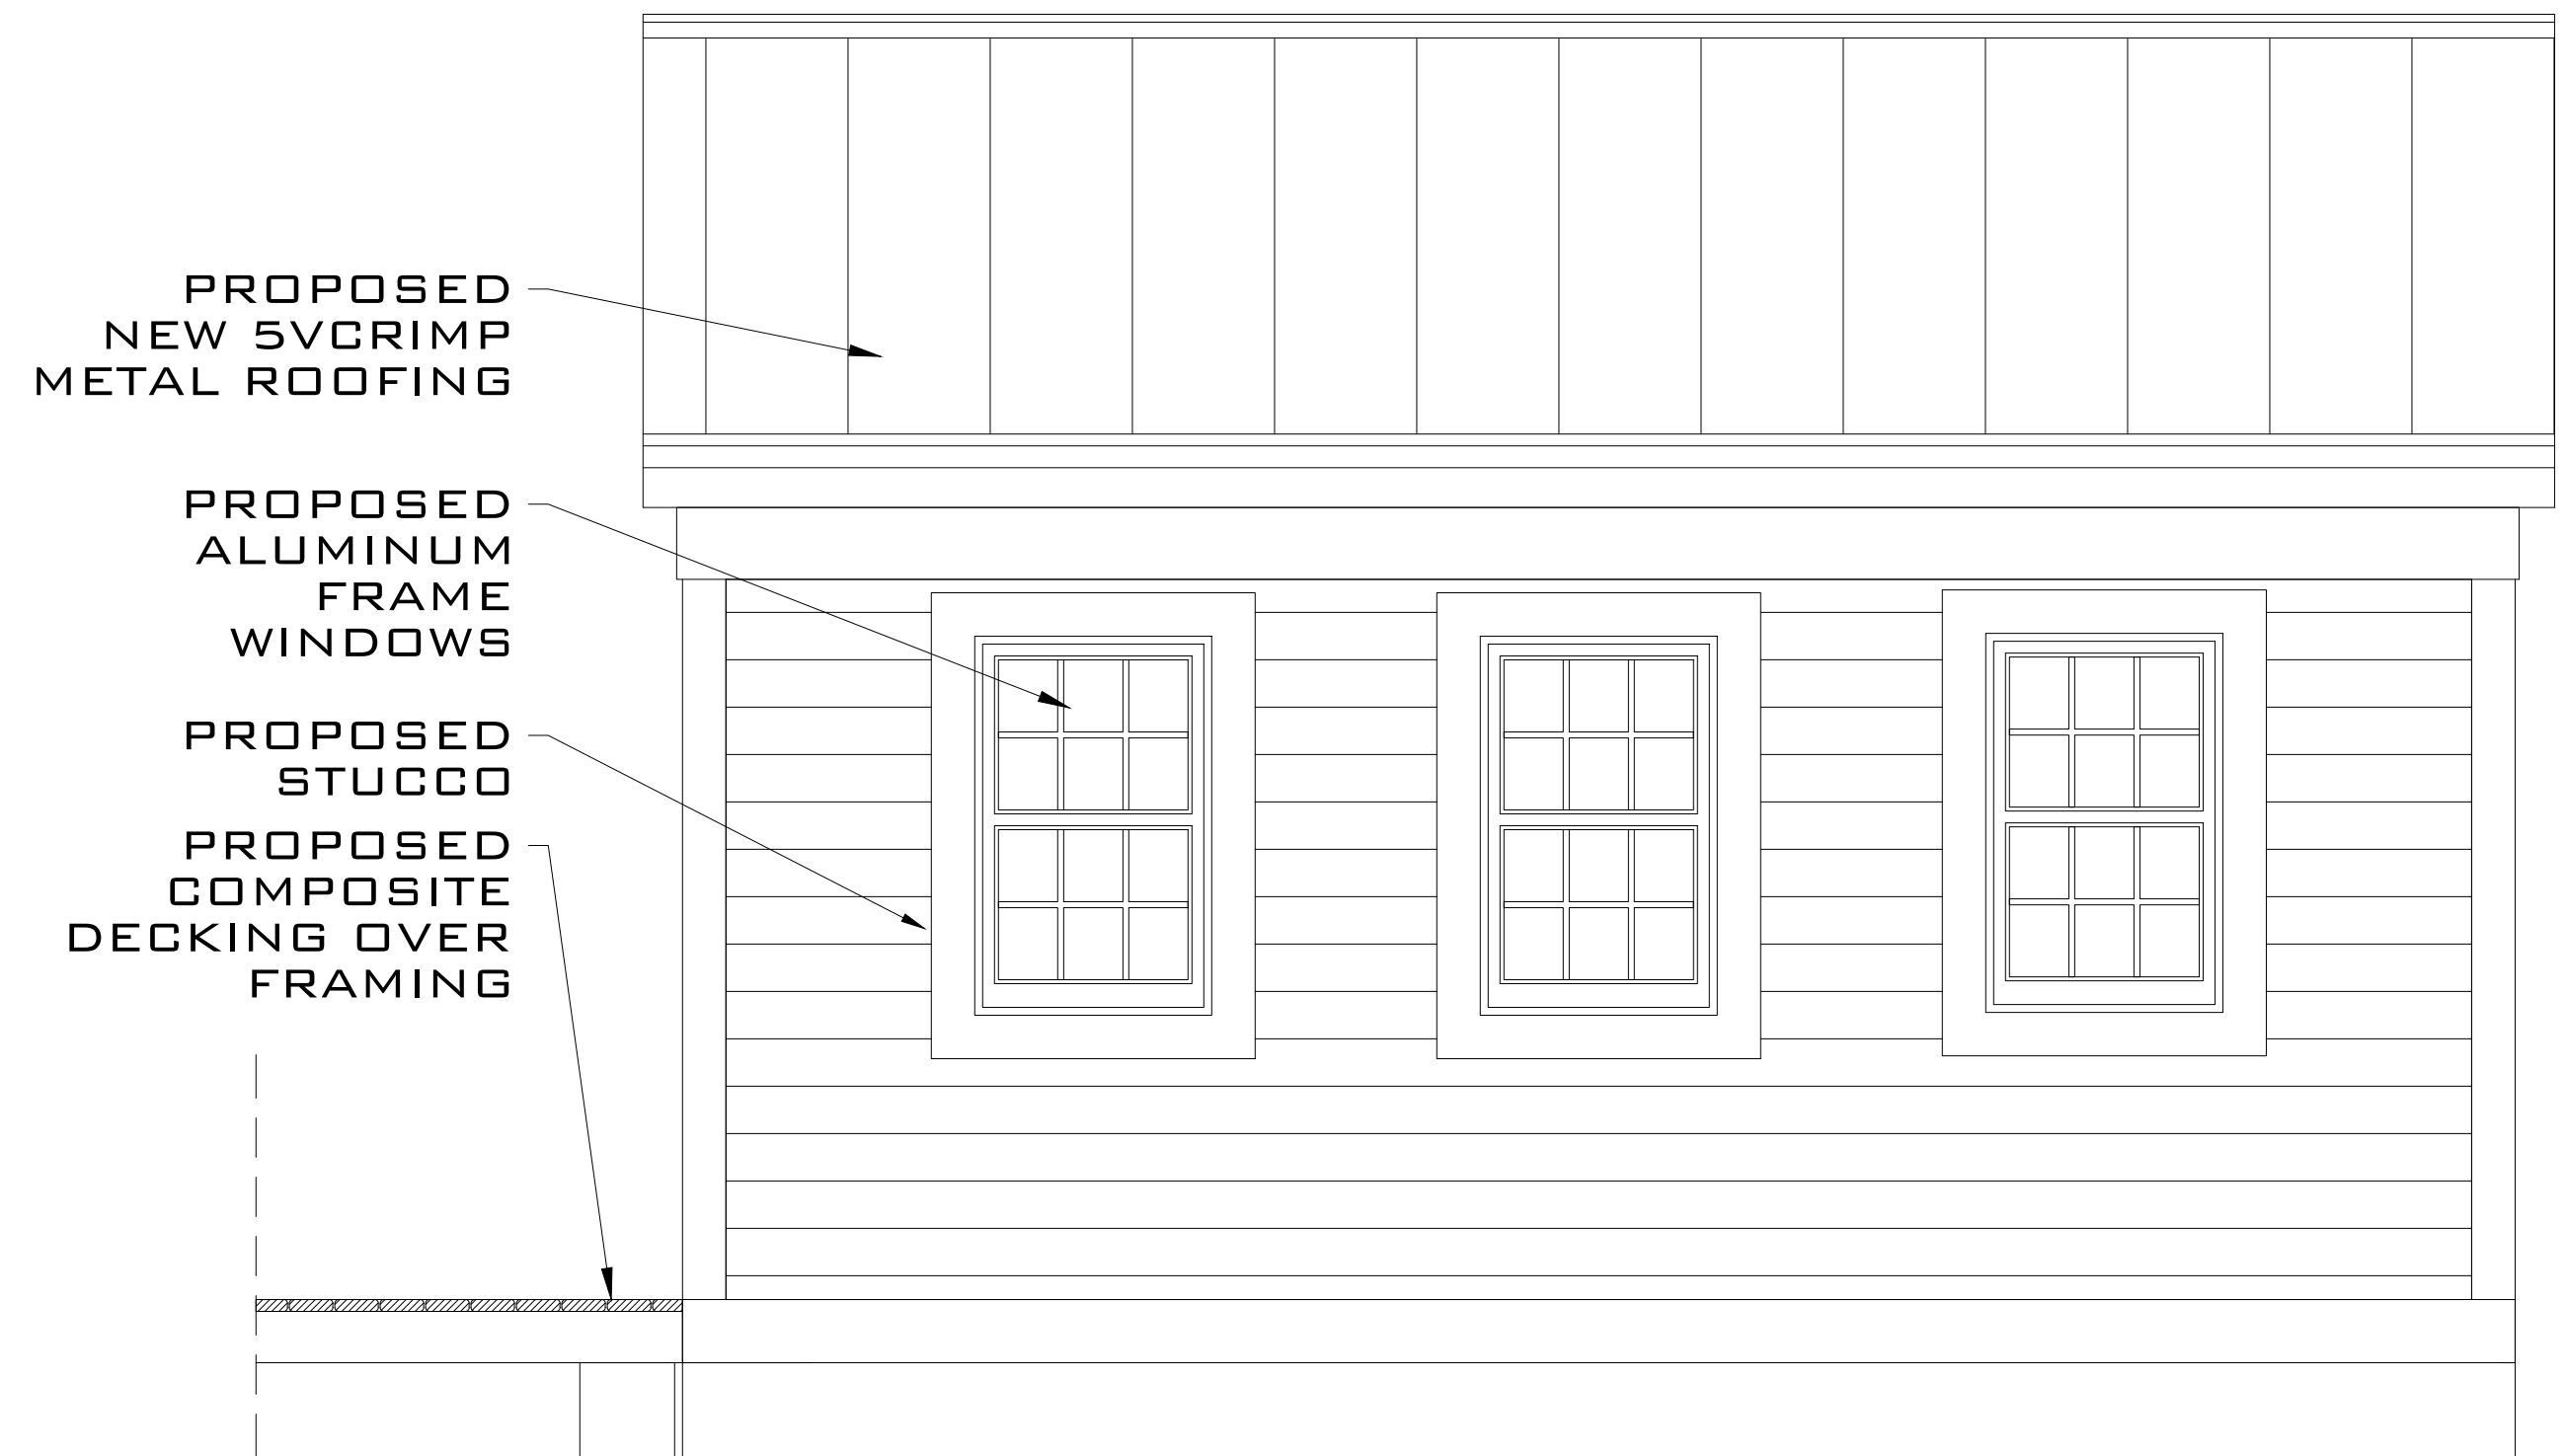 PROPOSED
NEW 5VCRIMP
METAL ROOFING
PROPOSED
ALUMINUM
FRAME
WINDOWS
PROPOSED
STUCCO
PROPOSED
COMPOSITE
DECKING OVER
FRAMING